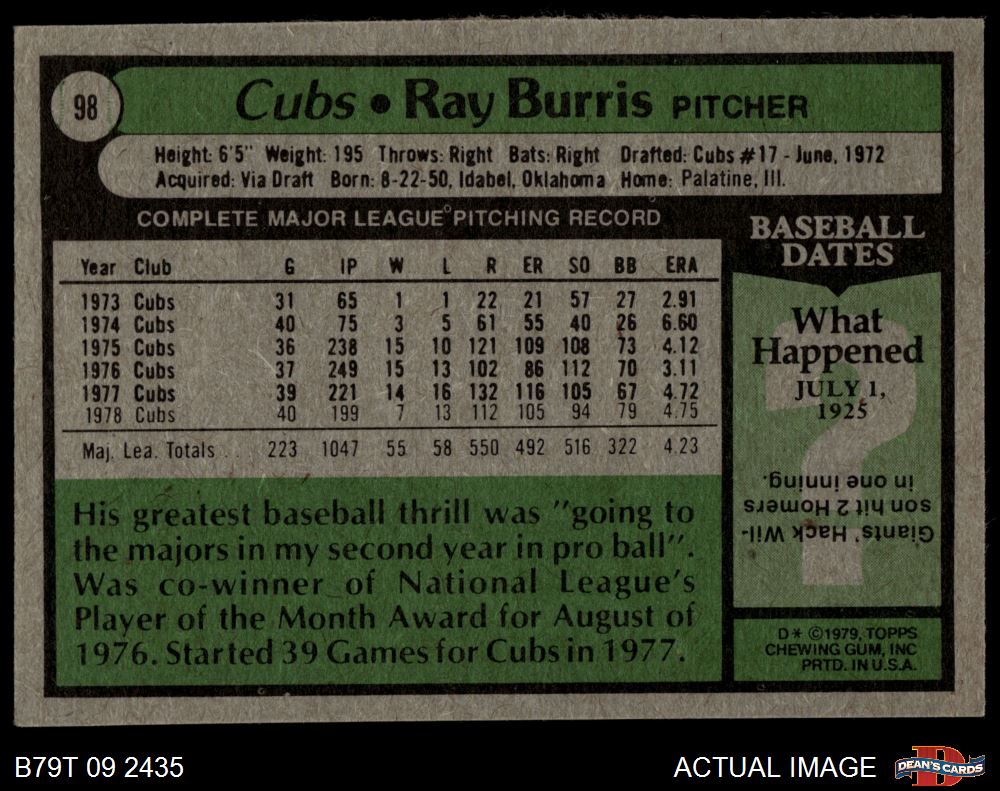 98
Cubs • Ray Burris PITCHER
Height: 6'5" Weight: 195 Throws: Right Bats: Right Drafted: Cubs #17 - June, 1972
Acquired: Via Draft Born: 8-22-50, Idabel, Oklahoma Home: Palatine, Ill.
COMPLETE MAJOR LEAGUE PITCHING RECORD
Year Club G IP W L R ER SO BB ERA
1973 Cubs 31 65 1 1 22 21 57 27 2.91
1974 Cubs 40 75 3 5 61 55 40 26 6.60
1975 Cubs 36 238 15 10 121 109 108 73 4.12
1976 Cubs 37 249 15 13 102 86 112 70 3.11
1977 Cubs 39 221 14 16 132 116 105 67 4.72
1978 Cubs 40 199 7 13 112 105 94 79 4.75
Maj. Lea. Totals . . 223 1047 55 58 550 492 516 322 4.23
His greatest baseball thrill was "going to
the majors in my second year in pro ball".
Was co-winner of National League's
Player of the Month Award for August of
1976. Started 39 Games for Cubs in 1977.
BASEBALL
DATES
What
Happened
JULY 1,
1925
?
Giants' Hack Wil-
son hit 2 Homers
in one inning.
D* ©1979, TOPPS
CHEWING GUM, INC
PRTD. IN U.S.A.
B79T 09 2435
ACTUAL IMAGE
D
DEAN'S CARDS